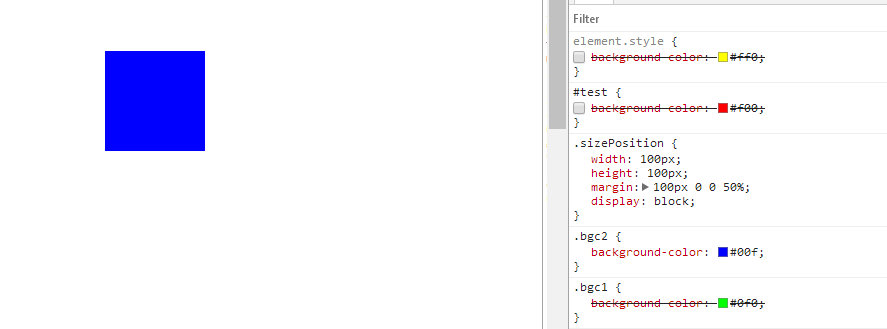 Filter
element.style {
background-color: #ff0;
}
#test {
background-color: #f00;
}
.sizePosition {
width: 100px;
height: 100px;
margin: 100px 0 0 50%;
display: block;
}
.bgc2 {
background-color: #00f;
}
.bgc1 {
background-color: #0f0;
}